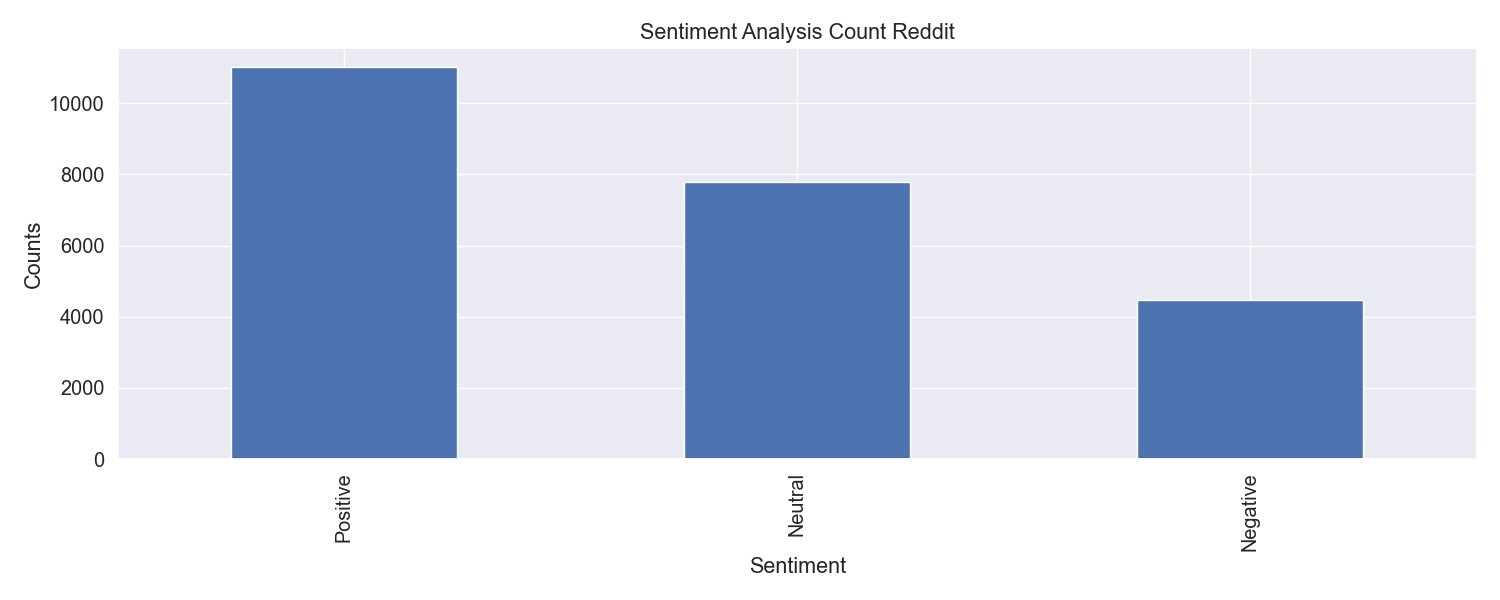 Sentiment Analysis Count Reddit
10000
8000
6000
4000
2000
0
Counts
Positive
Neutral
Negative
Sentiment